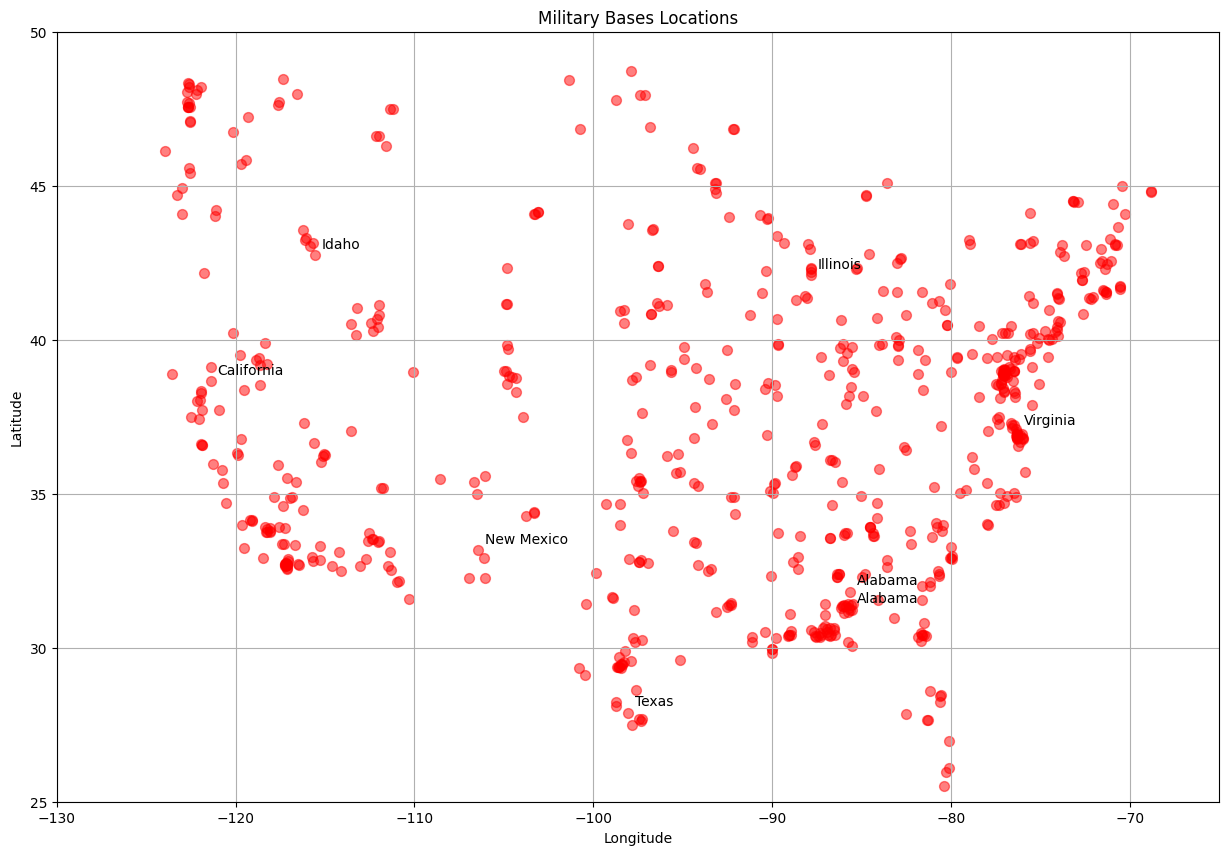 Military Bases Locations
50
45
Idaho
Illinois
40
California
Virginia
Latitude
35
New Mexico
Alabama
Alabama
30
Texas
25
−130
−120
−110
−100
−90
−80
−70
Longitude